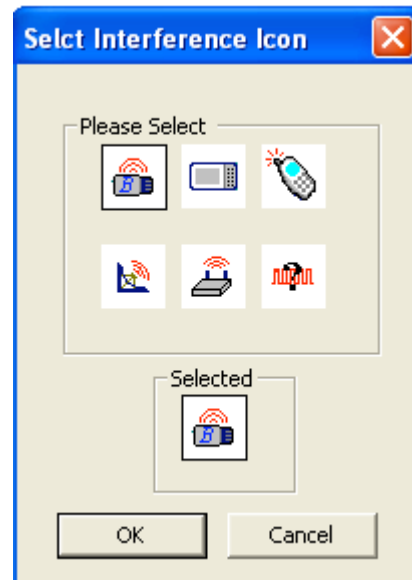 Selct Interference Icon
Please Select
B
Selected
B
OK
Cancel